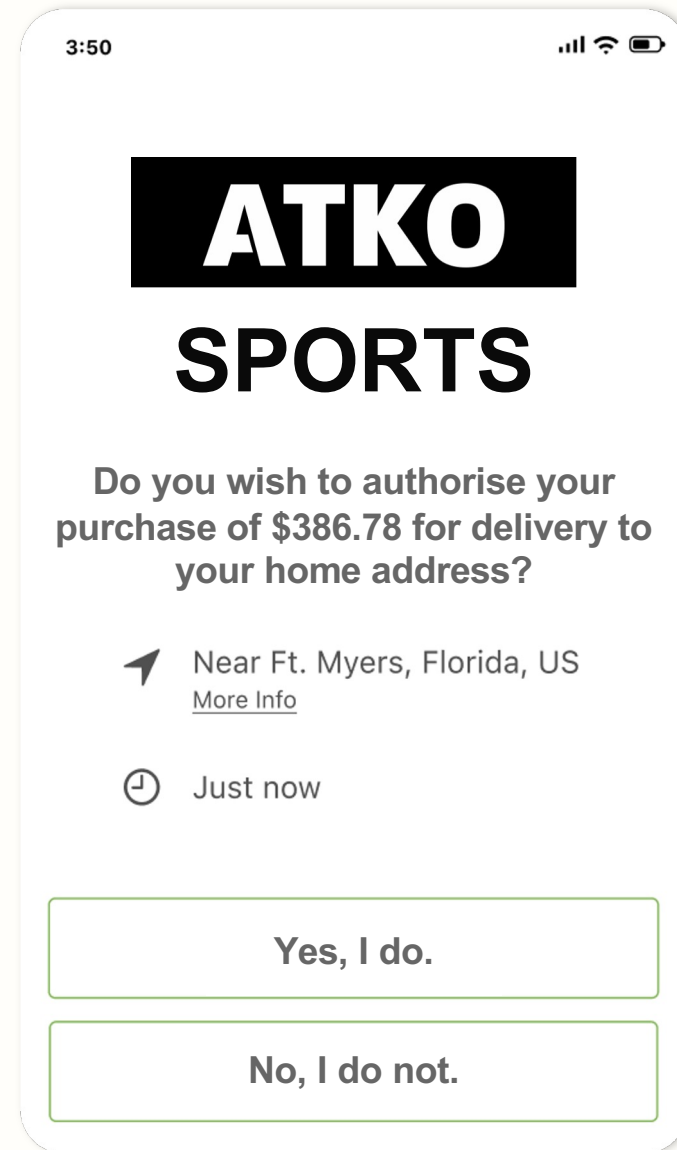 3:50
ATKO
SPORTS
Do you wish to authorise your
purchase of $386.78 for delivery to
your home address?
Near Ft. Myers, Florida, US
More Info
Just now
Yes, I do.
No, I do not.